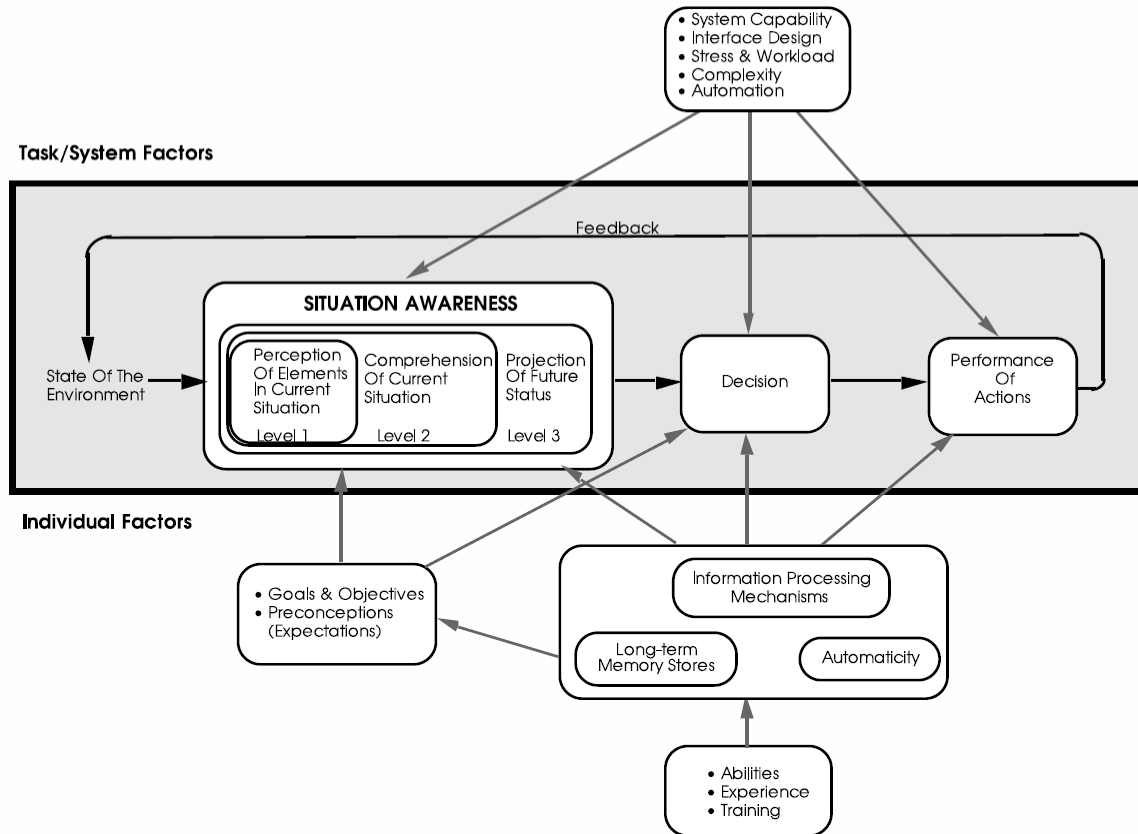 • System Capability
• Interface Design
• Stress & Workload
• Complexity
• Automation
Task/System Factors
Feedback
SITUATION AWARENESS
Perception
Of Elements
In Current
Situation
Level 1
Comprehension
Of Current
Situation
Level 2
Projection
Of Future
Status
Level 3
State Of The
Environment
Decision
Performance
Of
Actions
Individual Factors
• Goals & Objectives
• Preconceptions
(Expectations)
Information Processing
Mechanisms
Long-term
Memory Stores
Automaticity
• Abilities
• Experience
• Training